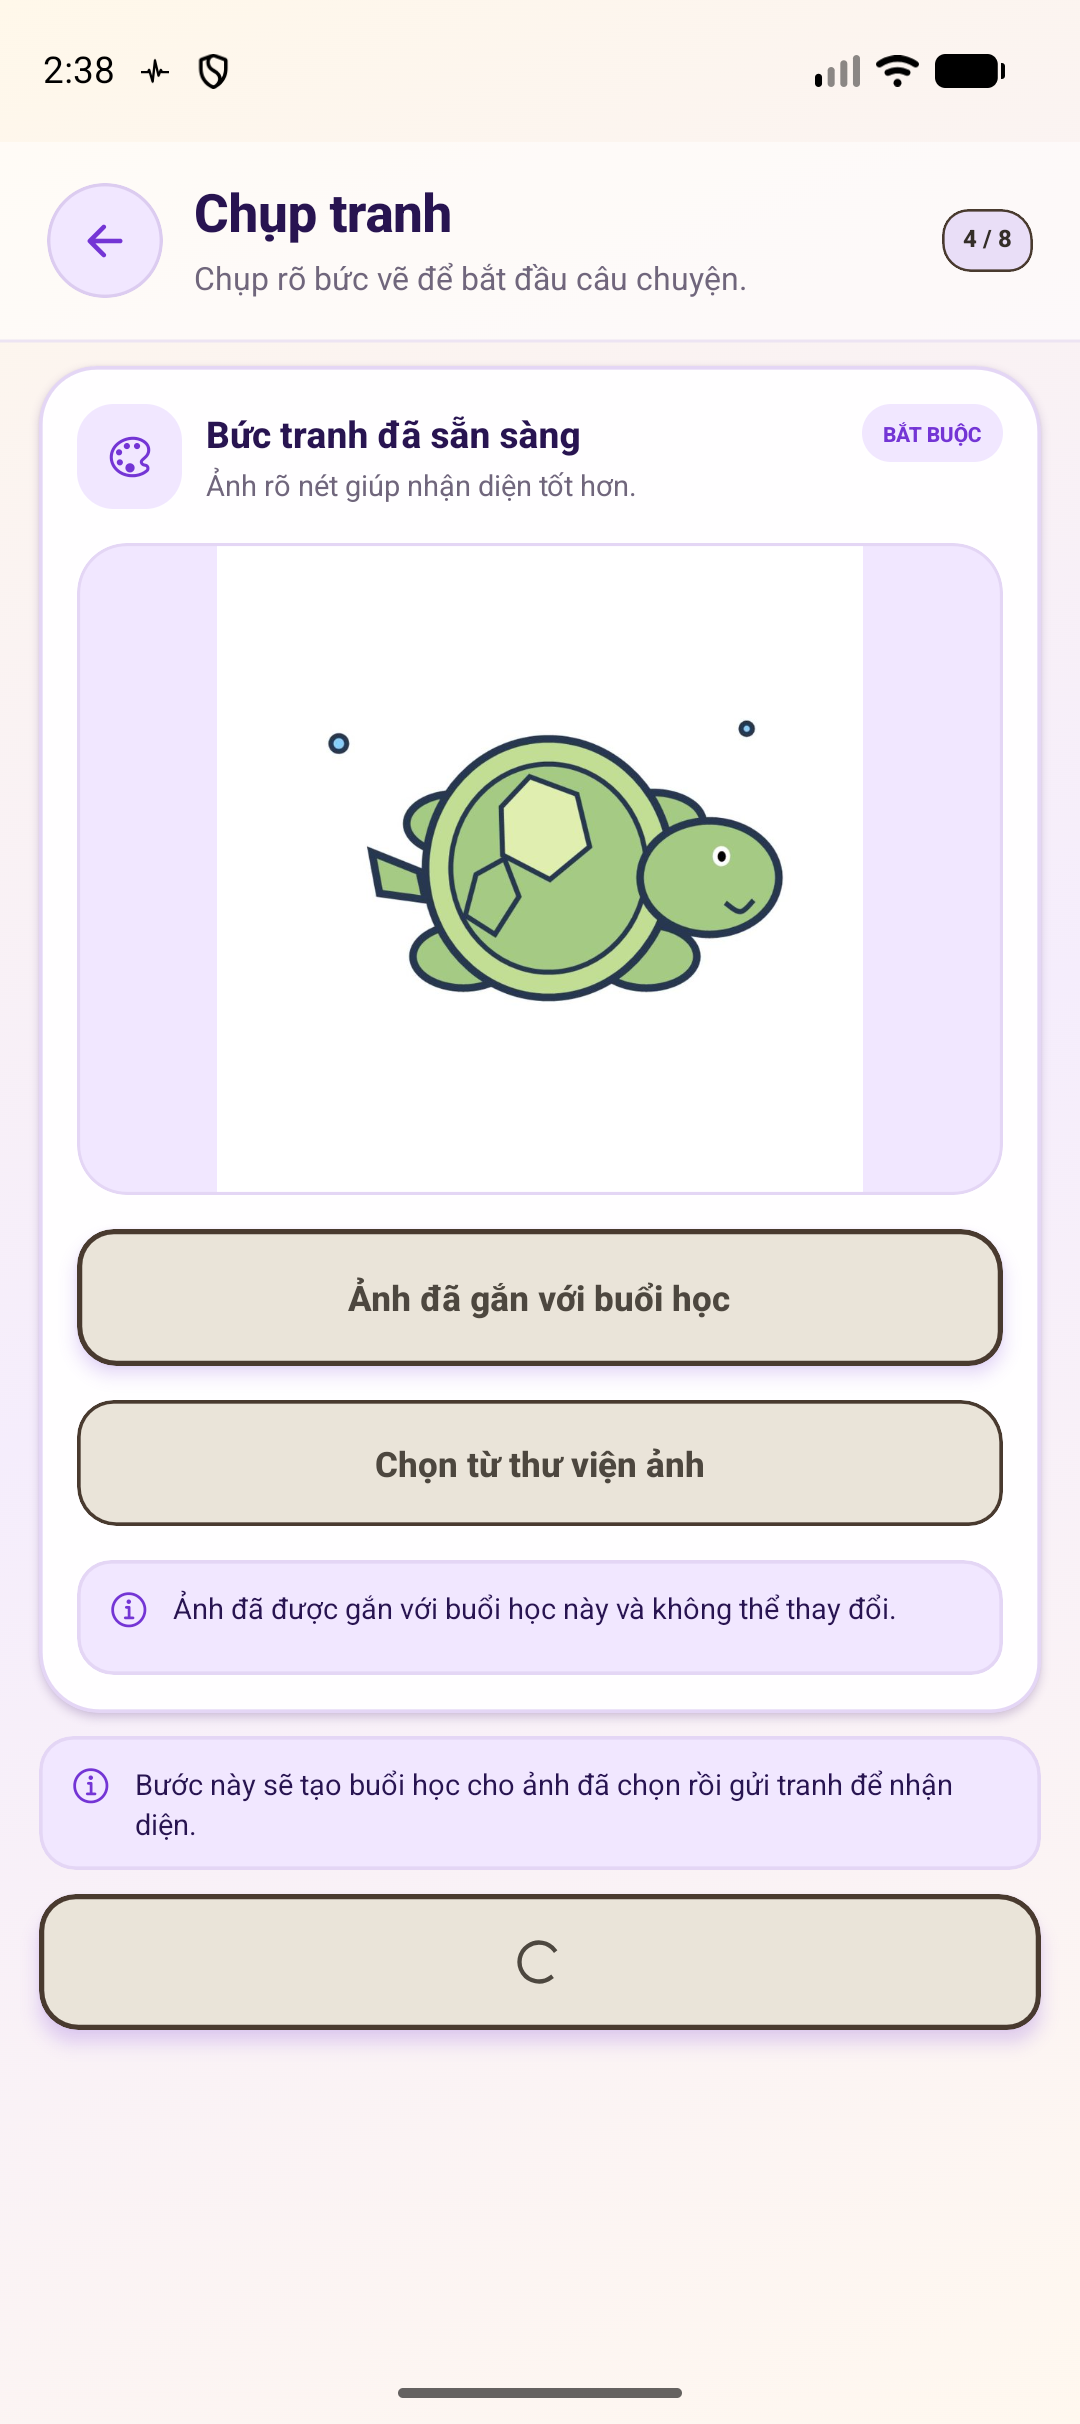 2:38
Chụp tranh
Chụp rõ bức vẽ để bắt đầu câu chuyện.
4 / 8
Bức tranh đã sẵn sàng
BẮT BUỘC
Ảnh rõ nét giúp nhận diện tốt hơn.
Ảnh đã gắn với buổi học
Chọn từ thư viện ảnh
Ảnh đã được gắn với buổi học này và không thể thay đổi.
Bước này sẽ tạo buổi học cho ảnh đã chọn rồi gửi tranh để nhận
diện.